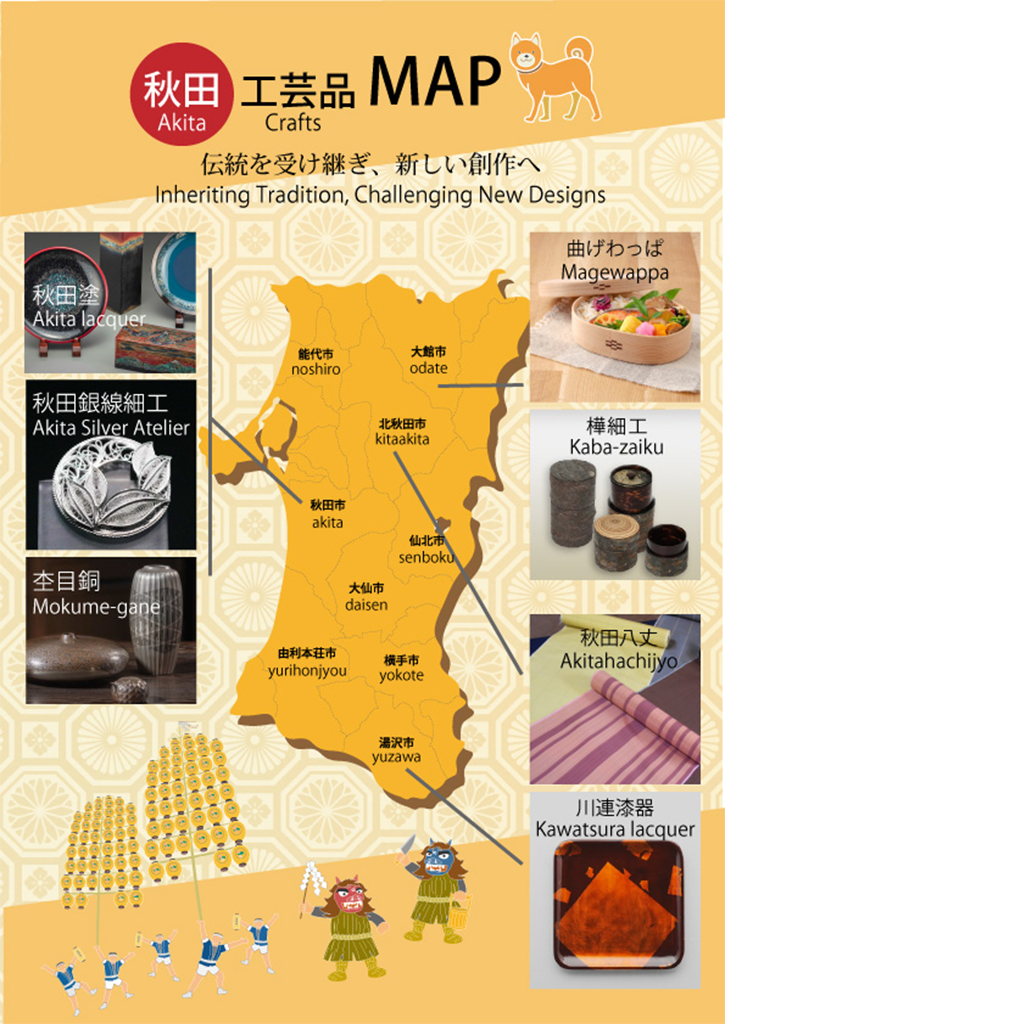 秋田
Akita
工芸品 MAP
Crafts
伝統を受け継ぎ、新しい創作へ
Inheriting Tradition, Challenging New Designs
秋田塗
Akita lacquer
秋田銀線細工
Akita Silver Atelier
杢目銅
Mokume-gane
能代市
noshiro
大館市
odate
北秋田市
kitaakita
秋田市
akita
仙北市
senboku
大仙市
daisen
由利本荘市
yurihonjyou
横手市
yokote
湯沢市
yuzawa
曲げわっぱ
Magewappa
樺細工
Kaba-zaiku
秋田八丈
Akitahachijyo
川連漆器
Kawatsura lacquer